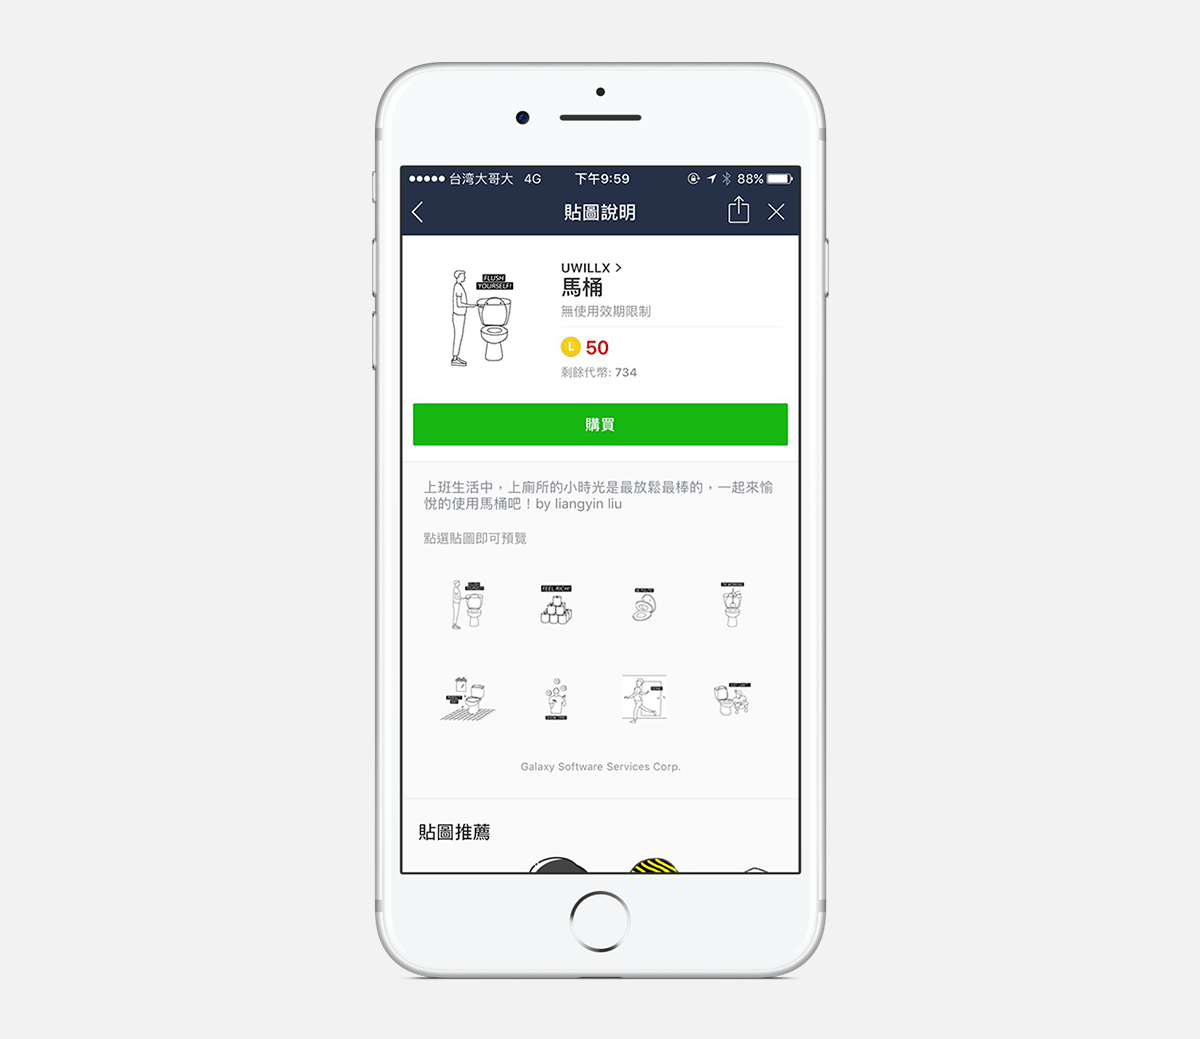 台湾大哥大 4G 下午9:59 88%
貼圖說明
FLUSH
YOURSELF!
UWILLX >
馬桶
無使用效期限制
L 50
剩餘代幣: 734
購買
上班生活中，上廁所的小時光是最放鬆最棒的，一起來愉
悅的使用馬桶吧！by liangyin liu
點選貼圖即可預覽
FLUSH
YOURSELF!
FEEL RICH!
Galaxy Software Services Corp.
貼圖推薦